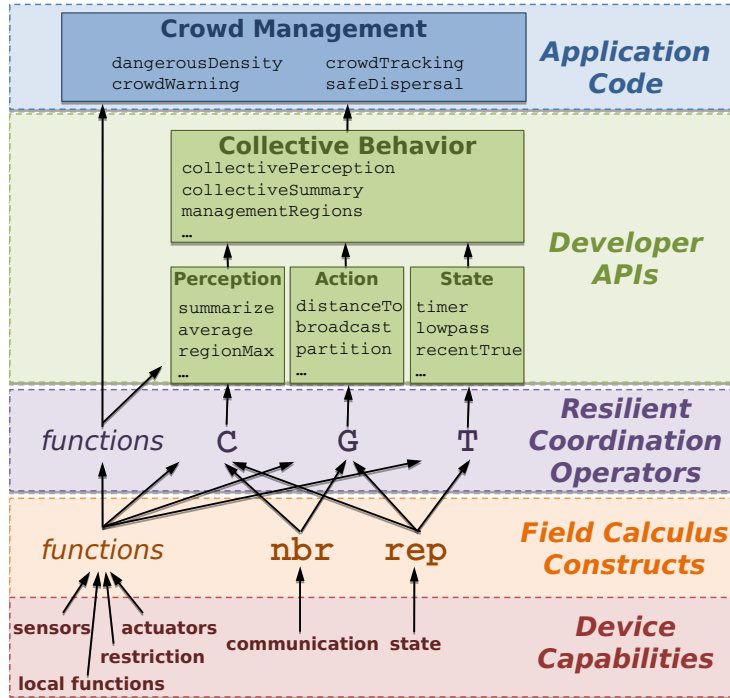 Crowd Management
dangerousDensity crowdTracking
crowdWarning safeDispersal
Application
Code
Collective Behavior
collectivePerception
collectiveSummary
managementRegions
…
Developer
APIs
Perception
summarize
average
regionMax
…
Action
distanceTo
broadcast
partition
…
State
timer
lowpass
recentTrue
…
functions C G T
Resilient
Coordination
Operators
functions nbr rep
Field Calculus
Constructs
sensors actuators
restriction
local functions
communication state
Device
Capabilities